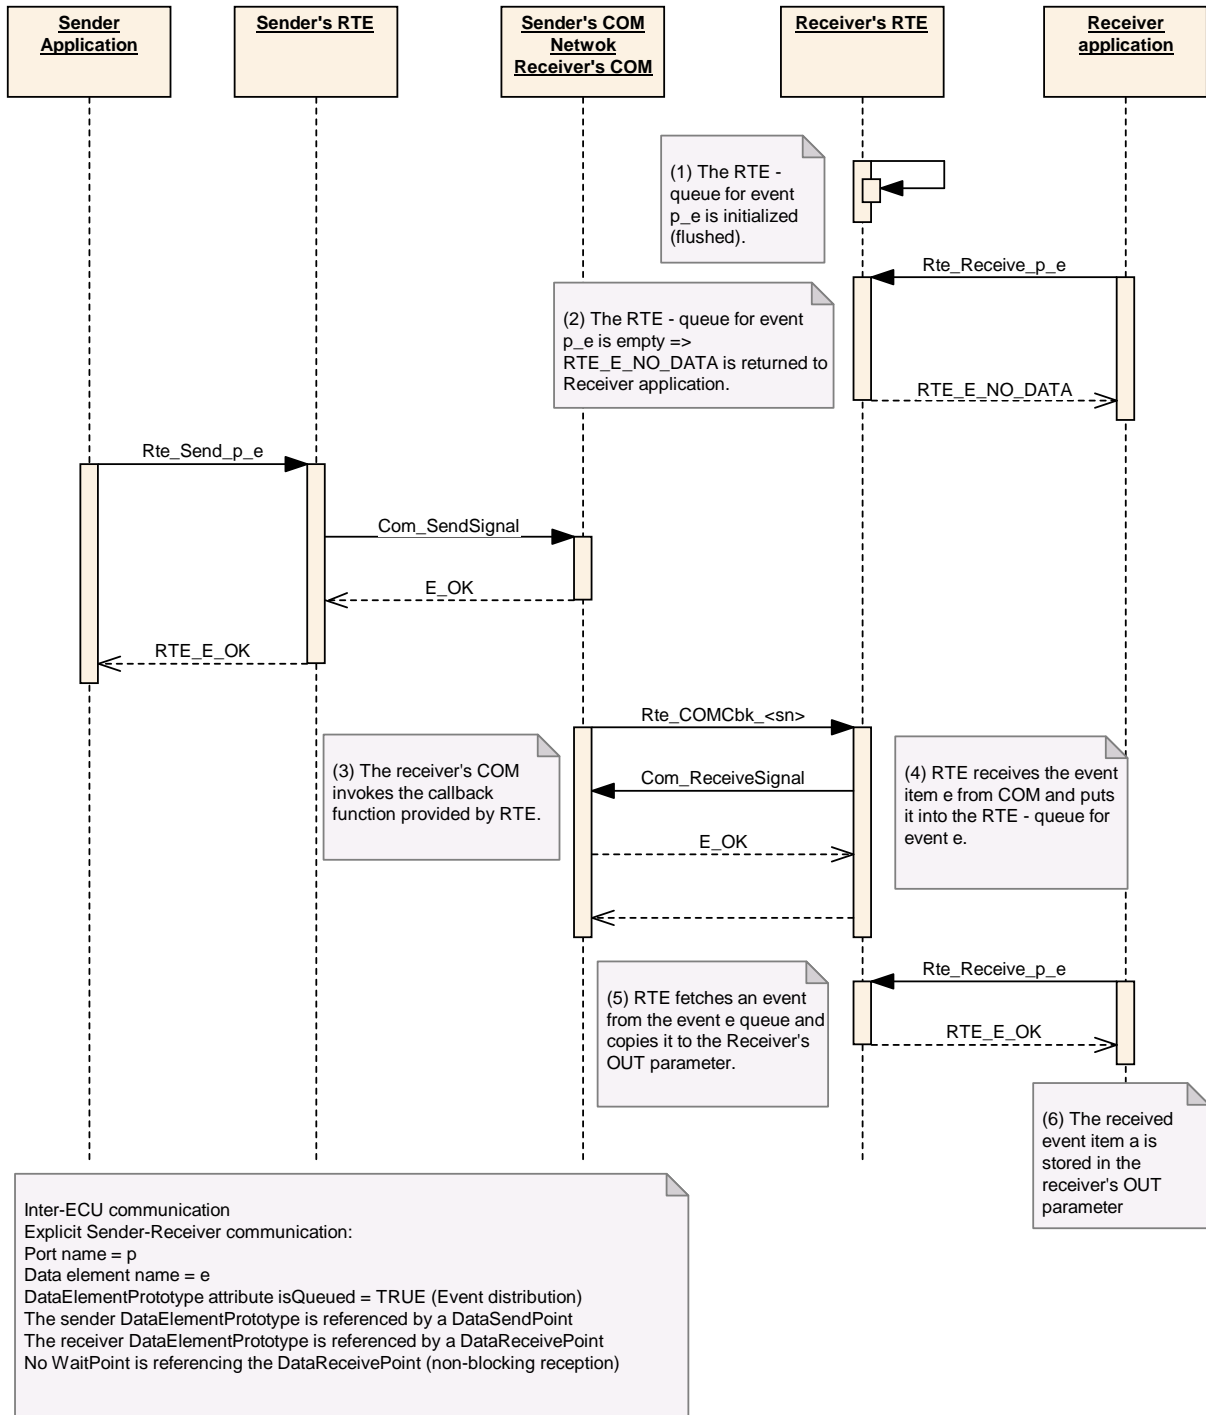 Sender
Application
Sender's RTE
Sender's COM
Netwok
Receiver's COM
Receiver's RTE
Receiver
application
(1) The RTE -
queue for event
p_e is initialized
(flushed).
Rte_Receive_p_e
(2) The RTE - queue for event
p_e is empty =>
RTE_E_NO_DATA is returned to
Receiver application.
RTE_E_NO_DATA
Rte_Send_p_e
Com_SendSignal
E_OK
RTE_E_OK
Rte_COMCbk_<sn>
(3) The receiver's COM
invokes the callback
function provided by RTE.
Com_ReceiveSignal
(4) RTE receives the event
item e from COM and puts
it into the RTE - queue for
event e.
E_OK
Rte_Receive_p_e
(5) RTE fetches an event
from the event e queue and
copies it to the Receiver's
OUT parameter.
RTE_E_OK
(6) The received
event item a is
stored in the
receiver's OUT
parameter
Inter-ECU communication
Explicit Sender-Receiver communication:
Port name = p
Data element name = e
DataElementPrototype attribute isQueued = TRUE (Event distribution)
The sender DataElementPrototype is referenced by a DataSendPoint
The receiver DataElementPrototype is referenced by a DataReceivePoint
No WaitPoint is referencing the DataReceivePoint (non-blocking reception)